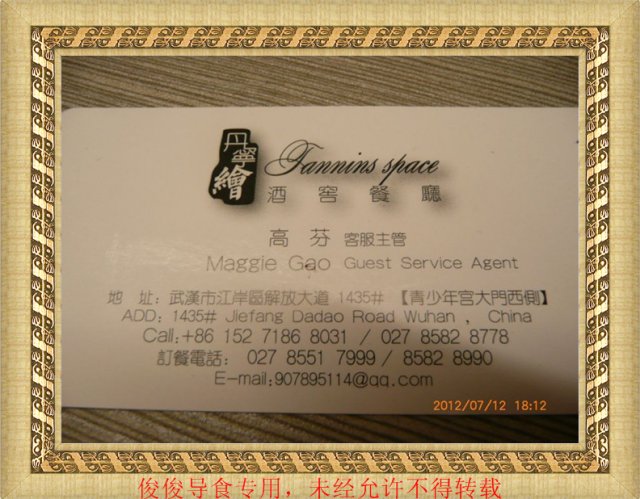 丹寧繪
Tannins space
酒窖餐廳
高 芬 客服主管
Maggie Gao Guest Service Agent
地 址: 武漢市江岸區解放大道 1435# 【青少年宫大門西側】
ADD: 1435# Jiefang Dadao Road Wuhan , China
Call:+86 152 7186 8031 / 027 8582 8778
訂餐電話: 027 8551 7999 / 8582 8990
E-mail:907895114@qq.com
2012/07/12 18:12
俊俊导食专用，未经允许不得转载